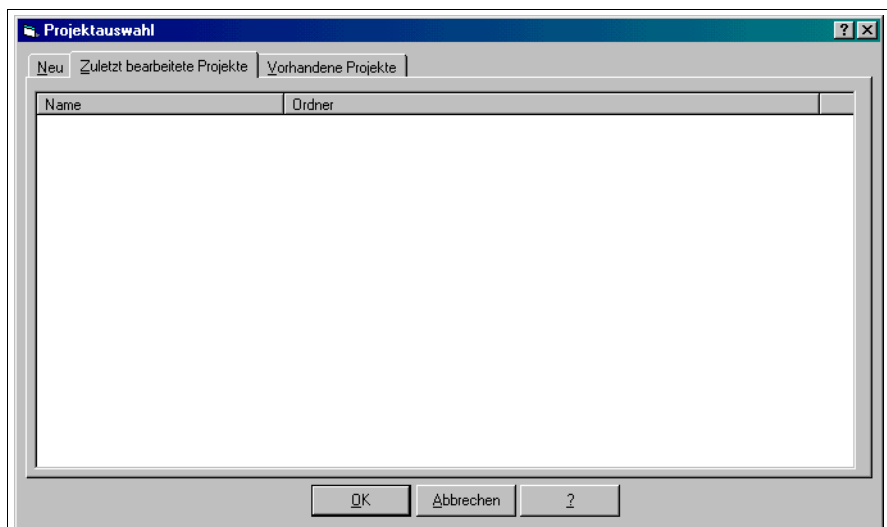 Projektauswahl ? X
Neu Zuletzt bearbeitete Projekte Vorhandene Projekte
Name Ordner
OK Abbrechen ?